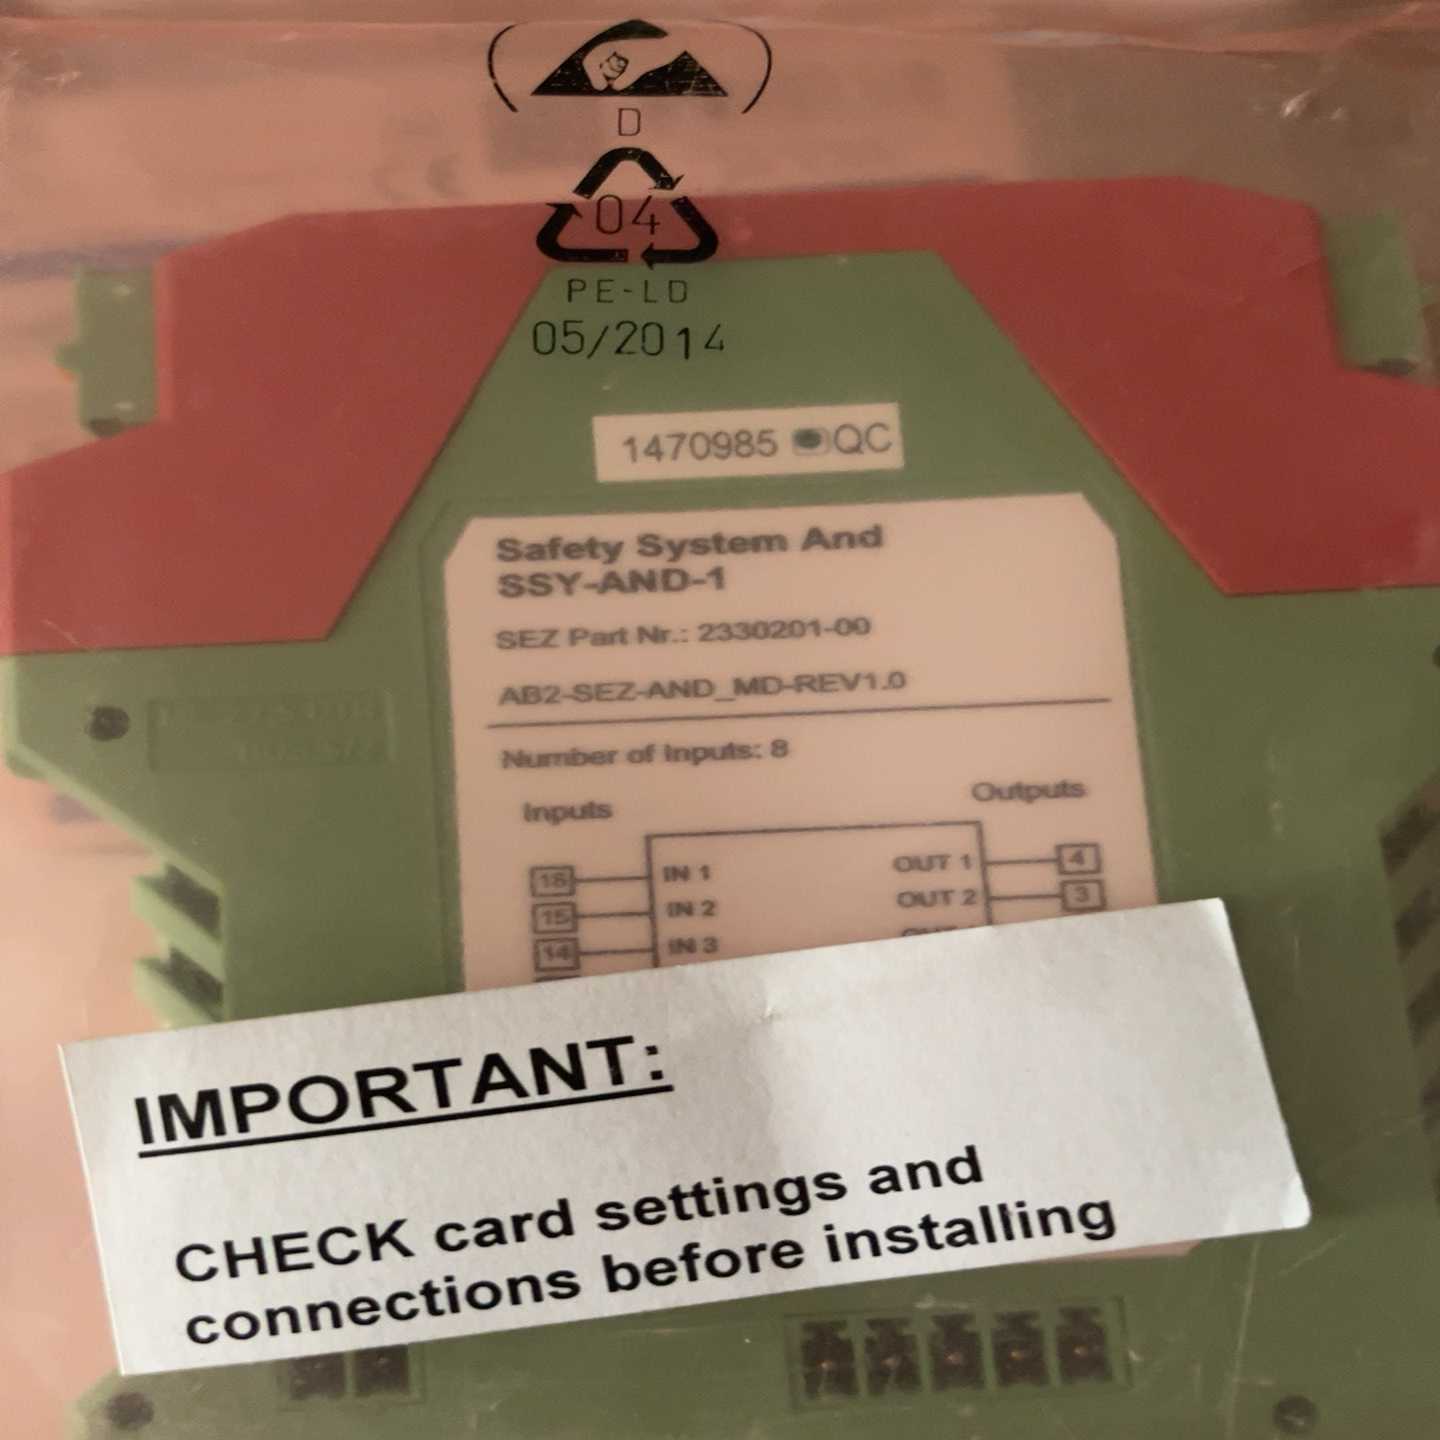 D
04
PE-LD
05/2014
1470985 QC
Safety System And
SSY-AND-1
SEZ Part Nr.: 2330201-00
AB2-SEZ-AND_MD-REV1.0
Number of Inputs: 8
Inputs
Outputs
16 IN 1 OUT 1 4
15 IN 2 OUT 2 3
14 IN 3
IMPORTANT:
CHECK card settings and
connections before installing